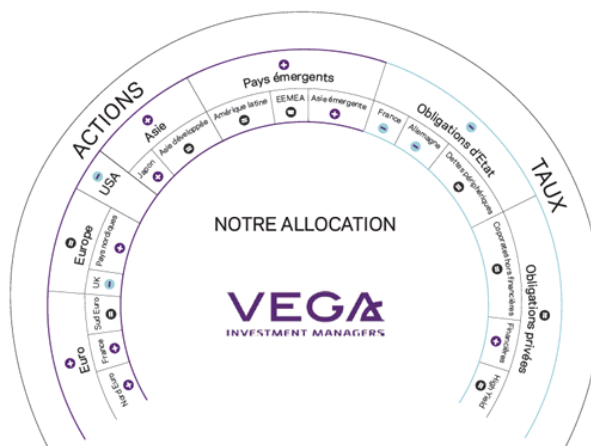 ACTIONS
Euro
Nord Euro
France
Sud Euro
Europe
UK
Pays nordiques
USA
Asie
Japon
Asie développée
Pays émergents
Amérique latine
EEMEA
Asie émergente
TAUX
Obligations d'Etat
France
Allemagne
Dettes périphériques
Obligations privées
Corporates hors financières
Financières
High Yield
NOTRE ALLOCATION
VEGA
INVESTMENT MANAGERS